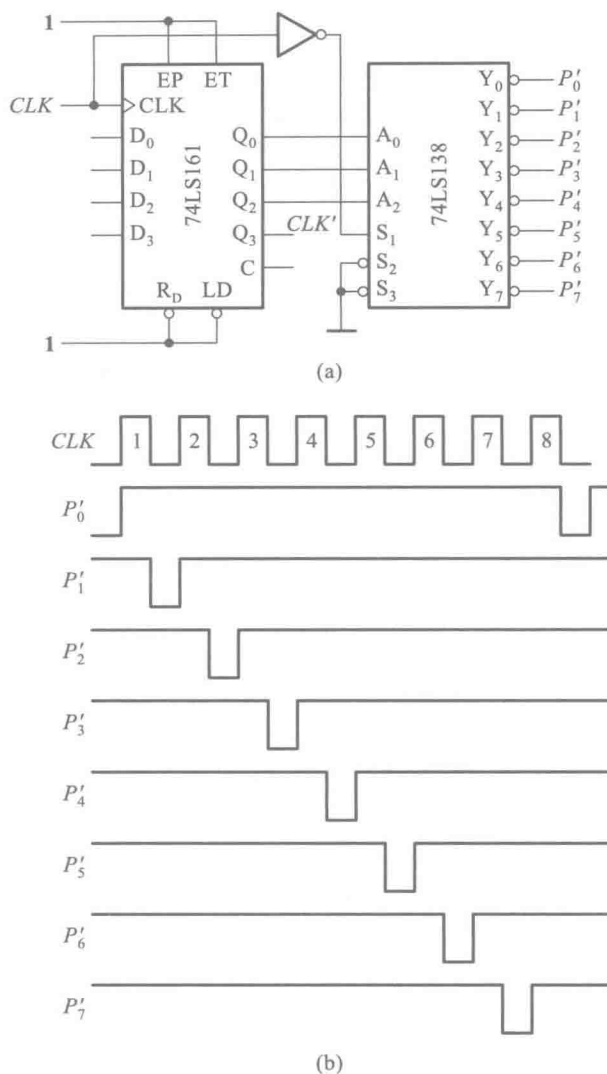 1
EP ET
CLK CLK
D₀ Q₀ A₀ Y₀ P′₀
D₁ Q₁ A₁ Y₁ P′₁
D₂ Q₂ A₂ Y₂ P′₂
D₃ Q₃ CLK′ S₁ Y₃ P′₃
C S₂ Y₄ P′₄
R_D LD S₃ Y₅ P′₅
Y₆ P′₆
Y₇ P′₇
74LS161
74LS138
1
(a)
CLK 1 2 3 4 5 6 7 8
P′₀
P′₁
P′₂
P′₃
P′₄
P′₅
P′₆
P′₇
(b)